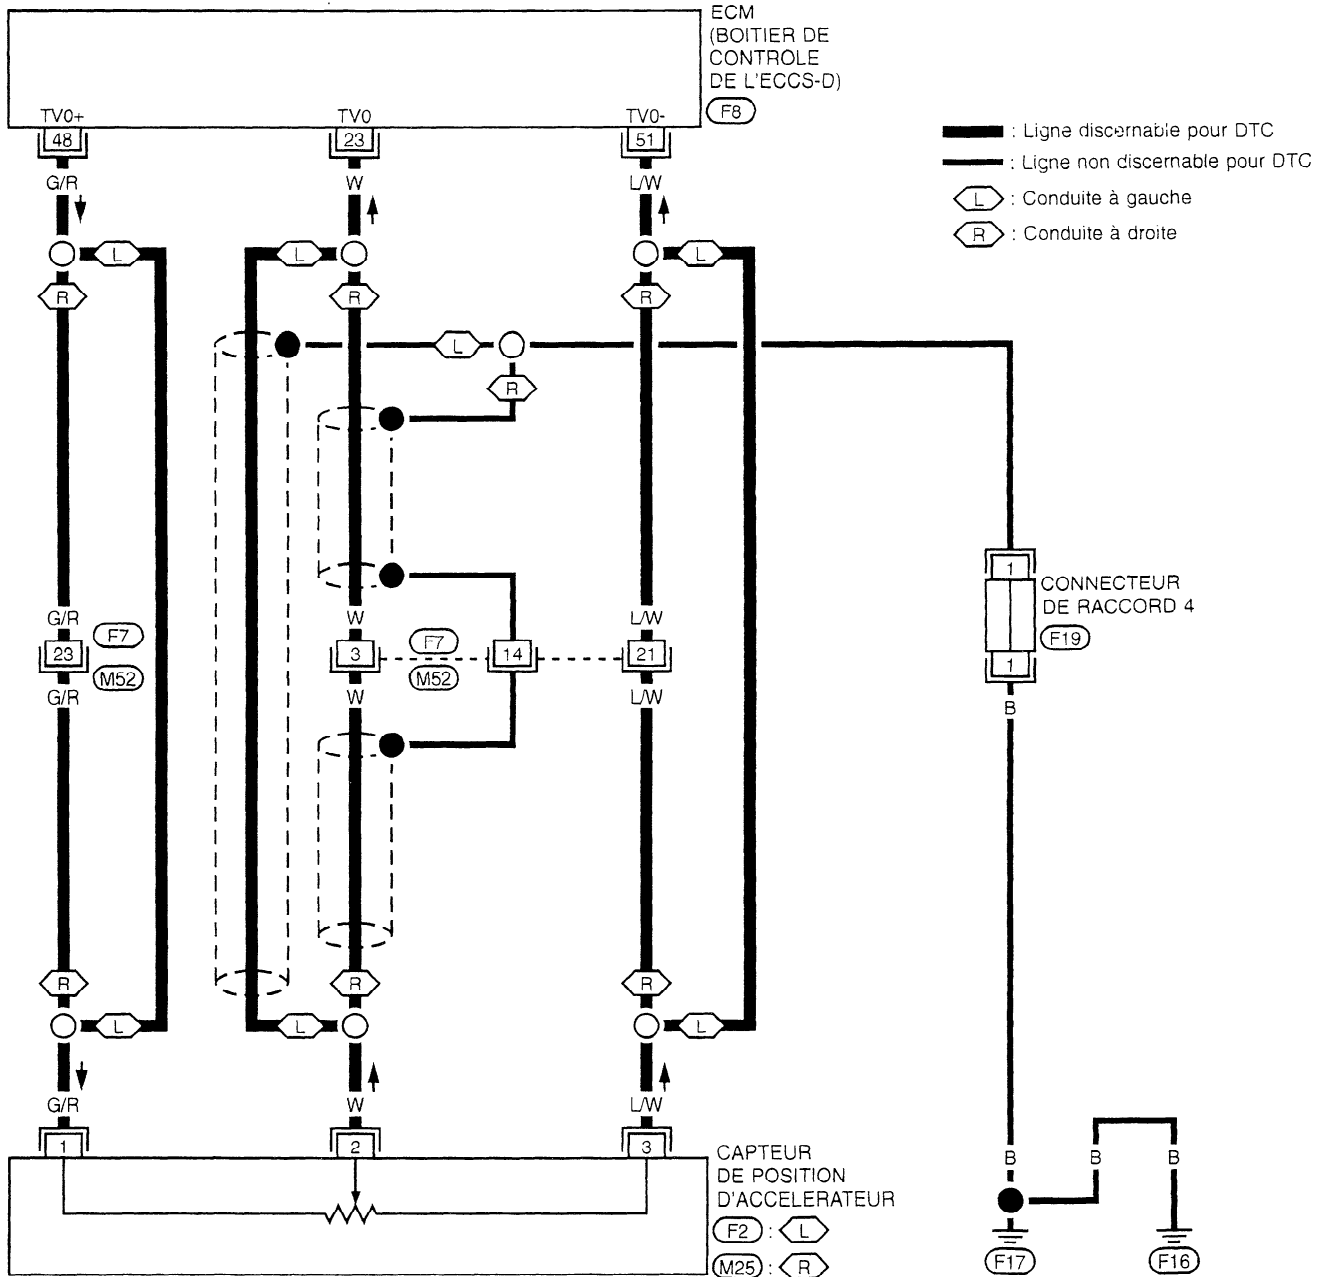 ECM
(BOITIER DE
CONTROLE
DE L'ECCS-D)
F8
TV0+
TV0
TV0-
48
23
51
G/R
W
L/W
: Ligne discernable pour DTC
: Ligne non discernable pour DTC
L : Conduite à gauche
R : Conduite à droite
L
L
L
R
R
R
L
R
G/R
W
L/W
23
F7
M52
3
F7
M52
14
21
G/R
W
L/W
1
CONNECTEUR
DE RACCORD 4
F19
1
B
R
R
R
L
L
L
G/R
W
L/W
1
2
3
CAPTEUR
DE POSITION
D'ACCELERATEUR
F2 : L
M25 : R
B
B
B
F17
F16